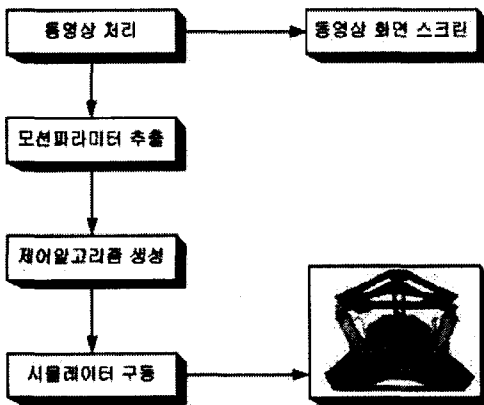 동영상 처리
동영상 화면 스크린
모션파라미터 추출
제어알고리즘 생성
시뮬레이터 구동